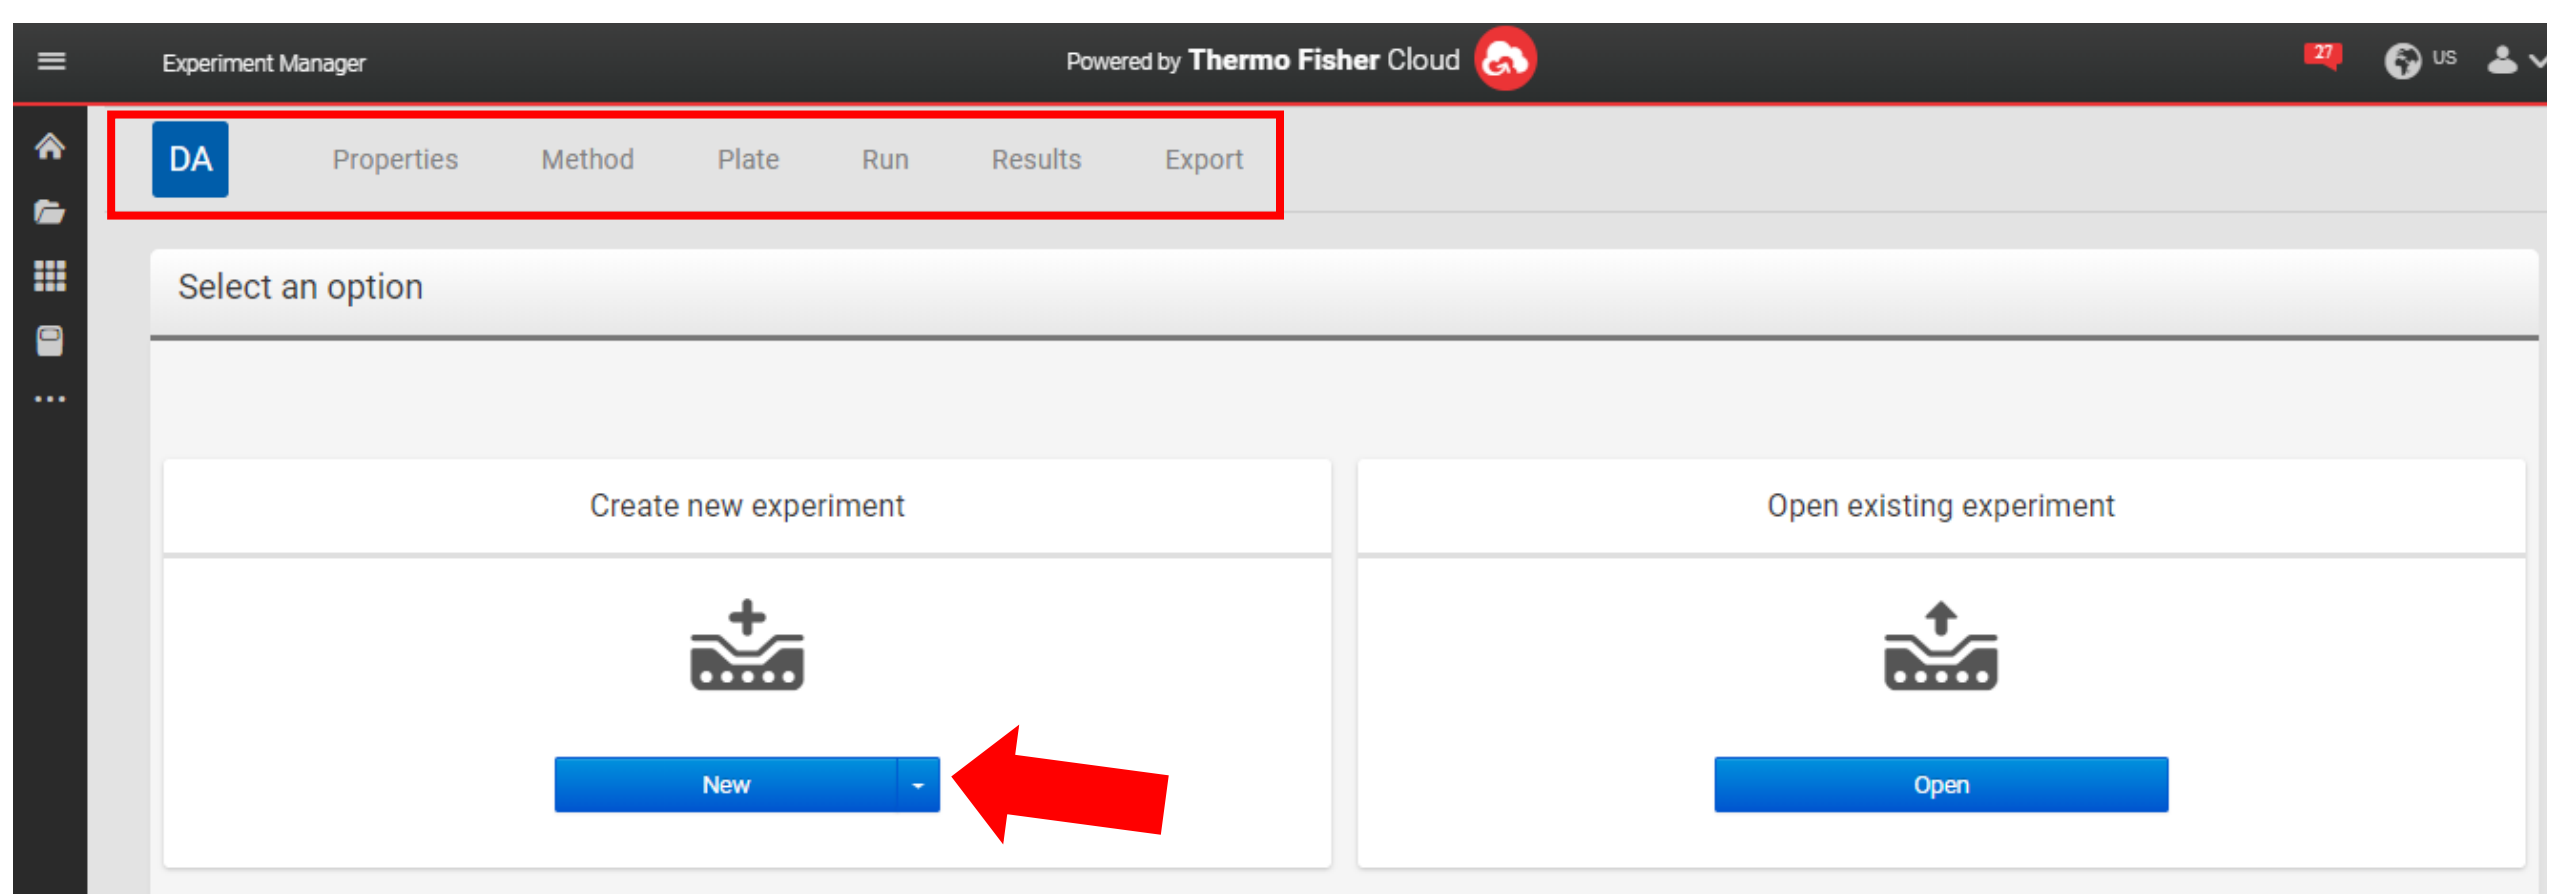 Experiment Manager
Powered by Thermo Fisher Cloud
27
US
DA Properties Method Plate Run Results Export
Select an option
Create new experiment
Open existing experiment
New
Open